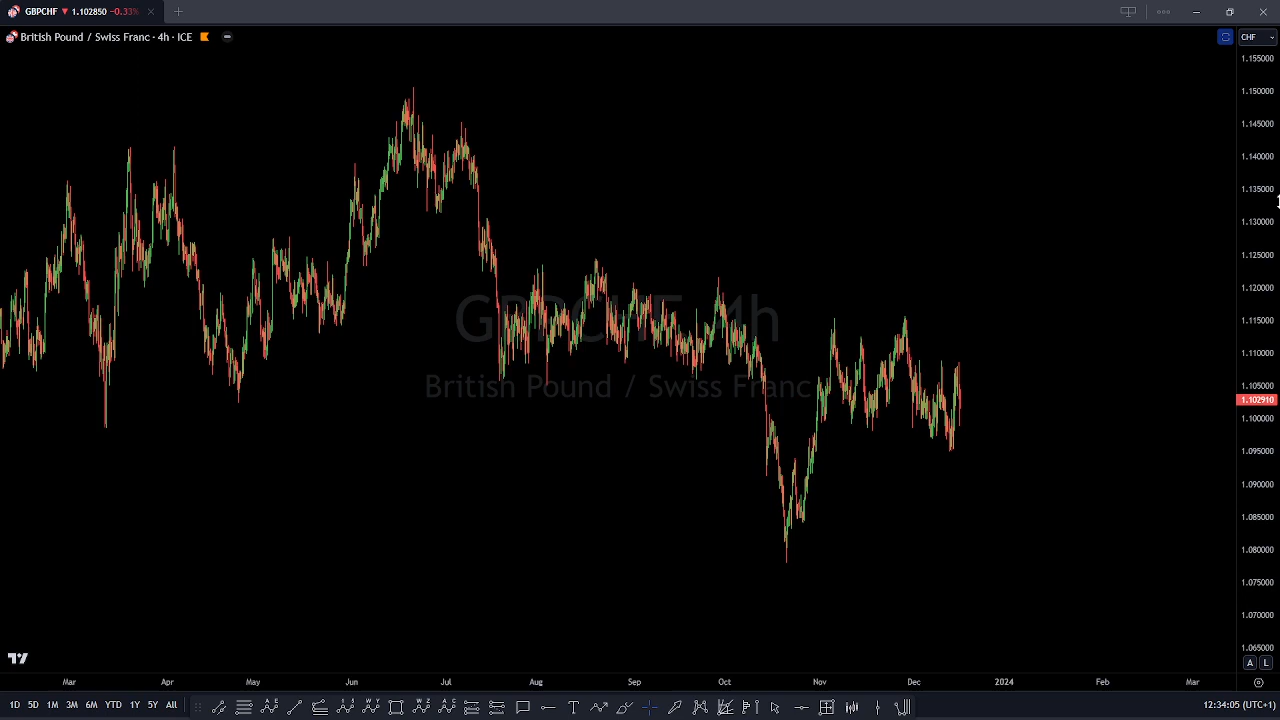 GBPCHF ▼ 1.102850 -0.33%
British Pound / Swiss Franc · 4h · ICE
CHF
1.155000
1.150000
1.145000
1.140000
1.135000
1.130000
1.125000
1.120000
1.115000
1.110000
1.105000
1.102910
1.100000
1.095000
1.090000
1.085000
1.080000
1.075000
1.070000
1.065000
GBPCHF, 4h
British Pound / Swiss Franc
A L
Mar Apr May Jun Jul Aug Sep Oct Nov Dec 2024 Feb Mar
1D 5D 1M 3M 6M YTD 1Y 5Y All
12:34:05 (UTC+1)